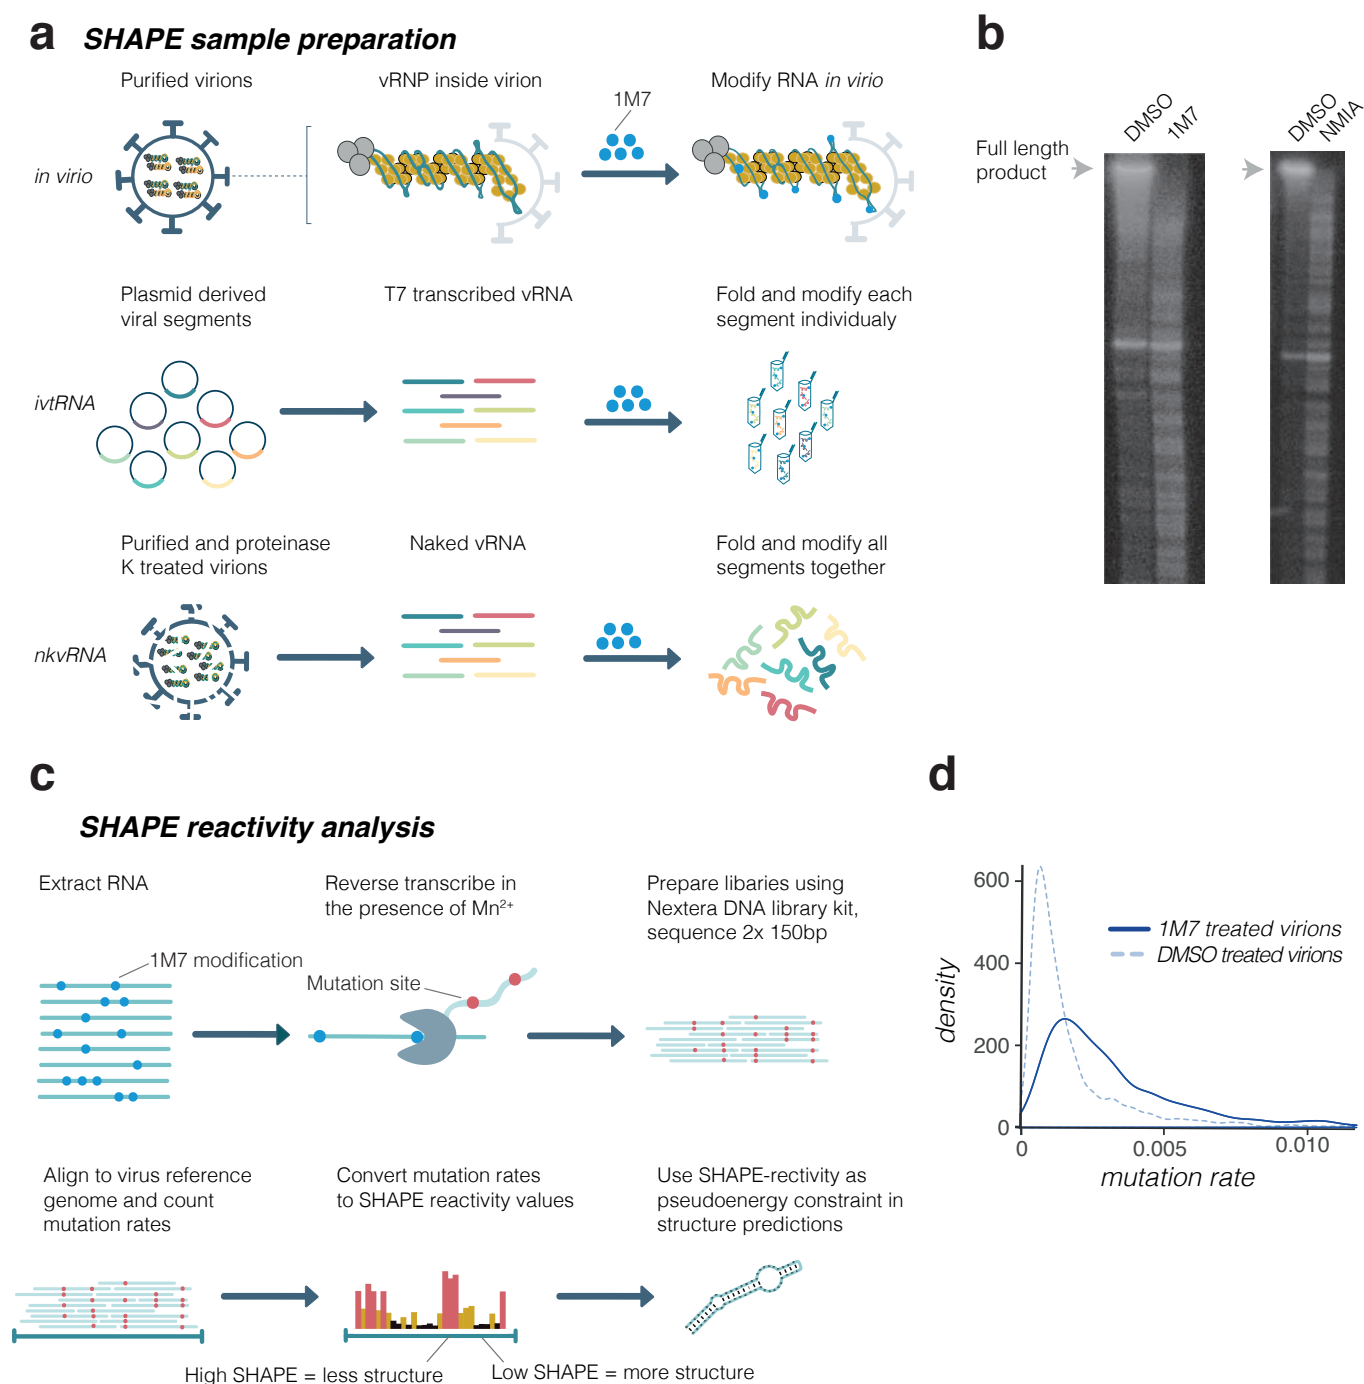 a SHAPE sample preparation
Purified virions
vRNP inside virion
1M7
Modify RNA in virio
in virio
Plasmid derived
viral segments
T7 transcribed vRNA
Fold and modify each
segment individualy
ivtRNA
Purified and proteinase
K treated virions
Naked vRNA
Fold and modify all
segments together
nkvRNA
b
DMSO
1M7
DMSO
NMIA
Full length
product
c
SHAPE reactivity analysis
Extract RNA
Reverse transcribe in
the presence of Mn²⁺
Prepare libaries using
Nextera DNA library kit,
sequence 2x 150bp
1M7 modification
Mutation site
Align to virus reference
genome and count
mutation rates
Convert mutation rates
to SHAPE reactivity values
Use SHAPE-rectivity as
pseudoenergy constraint in
structure predictions
High SHAPE = less structure
Low SHAPE = more structure
d
600
400
200
0
density
1M7 treated virions
DMSO treated virions
0
0.005
0.010
mutation rate